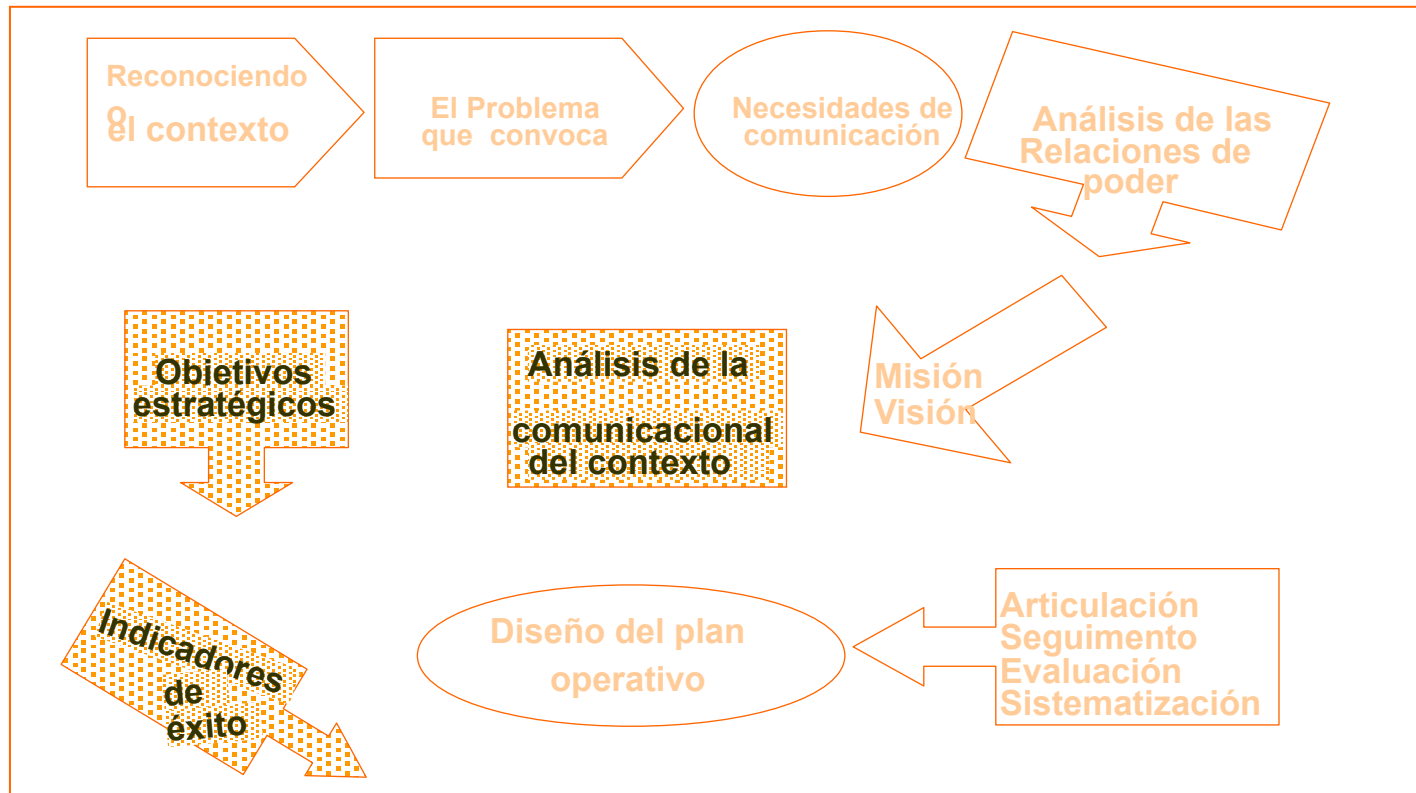 Reconociendo
o
el contexto
El Problema
que convoca
Necesidades de
comunicación
Análisis de las
Relaciones de
poder
Objetivos
estratégicos
Análisis de la
comunicacional
del contexto
Misión
Visión
Indicadores
de
éxito
Diseño del plan
operativo
Articulación
Seguimento
Evaluación
Sistematización